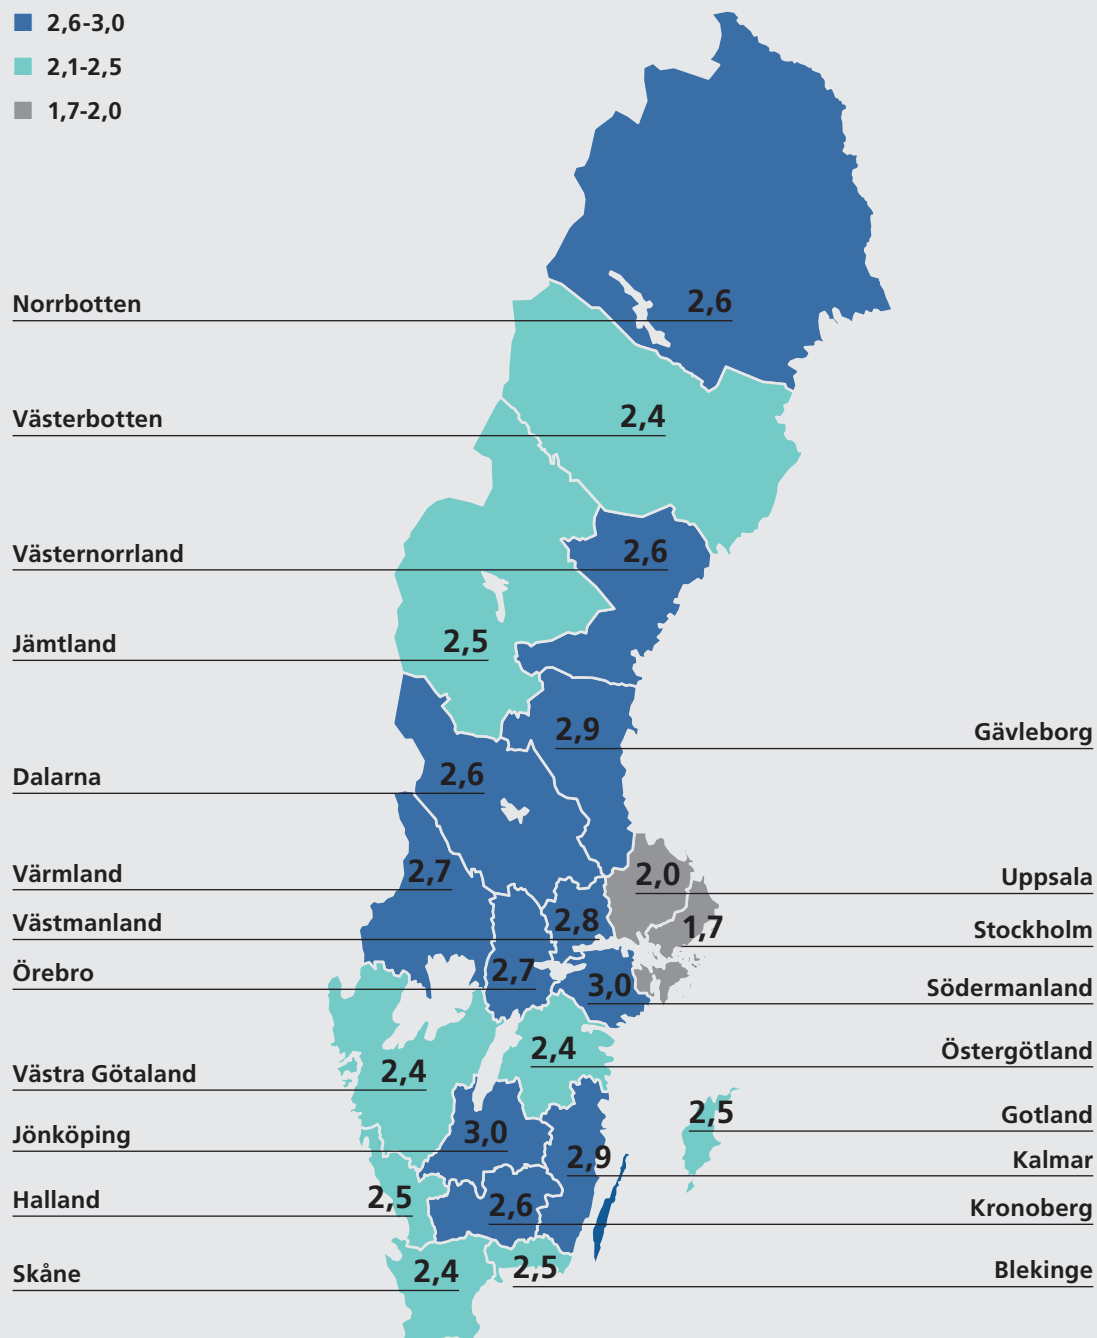 2,6-3,0
2,1-2,5
1,7-2,0
Norrbotten 2,6
Västerbotten 2,4
Västernorrland 2,6
Jämtland 2,5
2,9 Gävleborg
Dalarna 2,6
Värmland 2,7
2,0 Uppsala
Västmanland 2,8
1,7 Stockholm
Örebro 2,7
3,0 Södermanland
2,4 Östergötland
Västra Götaland 2,4
2,5 Gotland
Jönköping 3,0
2,9 Kalmar
Halland 2,5
2,6 Kronoberg
Skåne 2,4
2,5 Blekinge